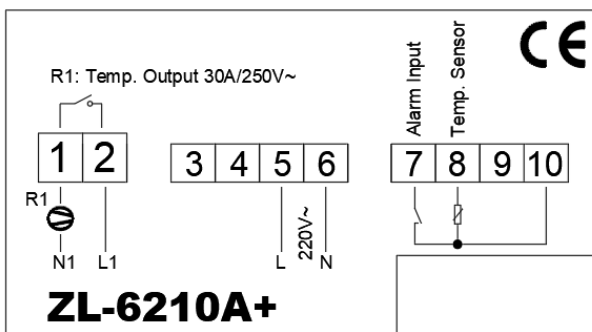 CE
R1: Temp. Output 30A/250V~
Alarm Input
Temp. Sensor
1 2
3 4 5 6
7 8 9 10
R1
N1 L1
L 220V~ N
ZL-6210A+